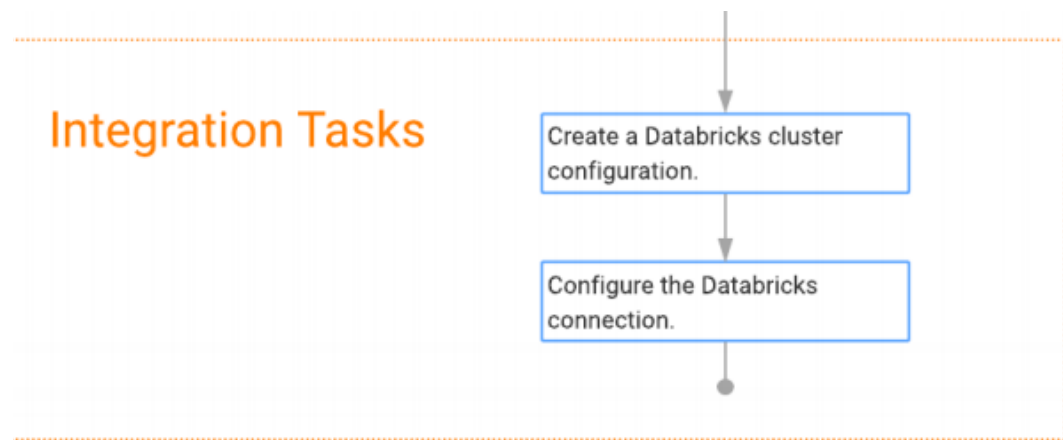 Integration Tasks
Create a Databricks cluster
configuration.
Configure the Databricks
connection.